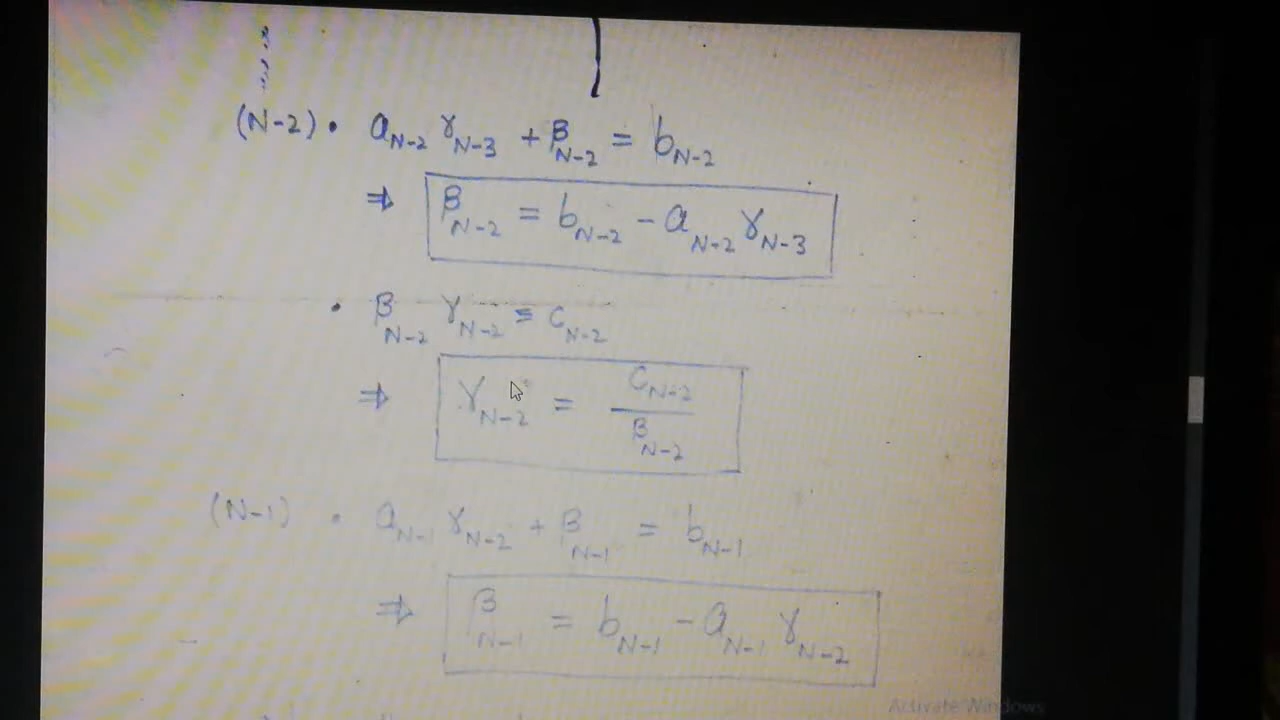 (N-2) • a_{N-2} γ_{N-3} + β_{N-2} = b_{N-2}
⇒ β_{N-2} = b_{N-2} - a_{N-2} γ_{N-3}
• β_{N-2} γ_{N-2} = c_{N-2}
⇒ γ_{N-2} = c_{N-2} / β_{N-2}
(N-1) • a_{N-1} γ_{N-2} + β_{N-1} = b_{N-1}
⇒ β_{N-1} = b_{N-1} - a_{N-1} γ_{N-2}
Activate Windows